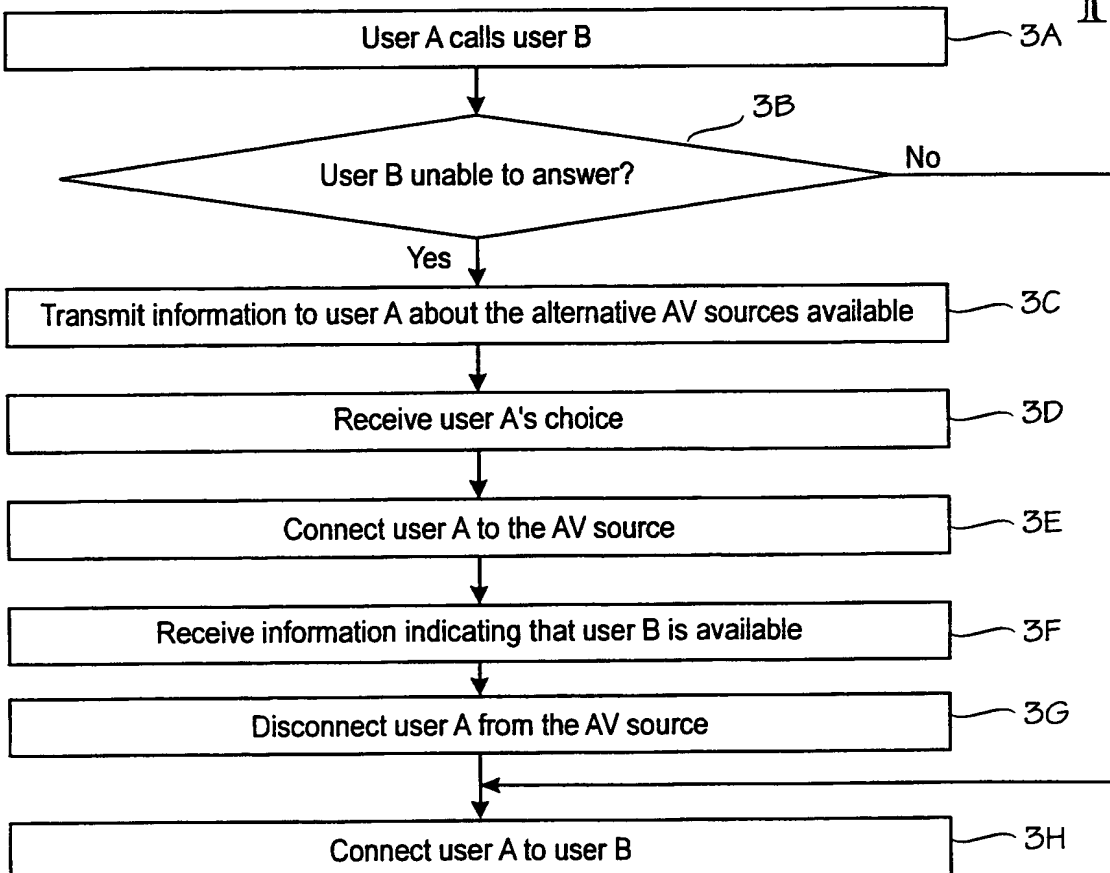 User A calls user B
3A
3B
User B unable to answer?
No
Yes
Transmit information to user A about the alternative AV sources available
3C
Receive user A's choice
3D
Connect user A to the AV source
3E
Receive information indicating that user B is available
3F
Disconnect user A from the AV source
3G
Connect user A to user B
3H